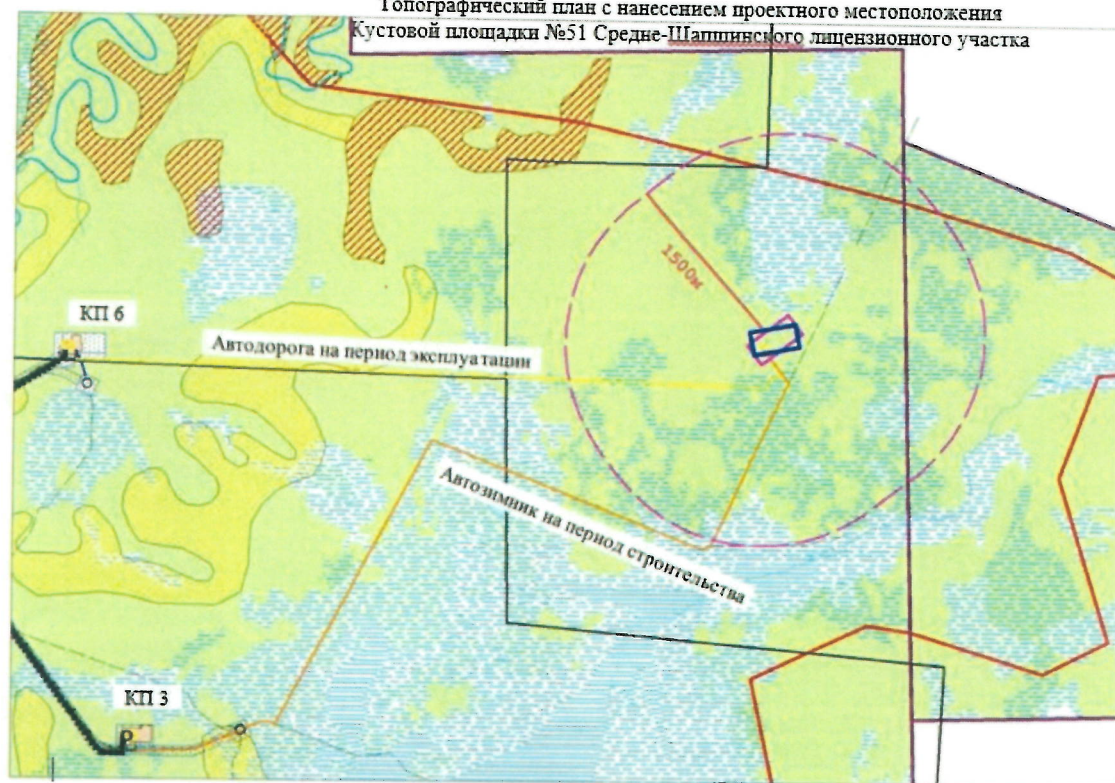 Топографический план с нанесением проектного местоположения
Кустовой площадки №51 Средне-Шапшинского лицензионного участка
1500м
КП 6
Автодорога на период эксплуатации
Автозимник на период строительства
КП 3